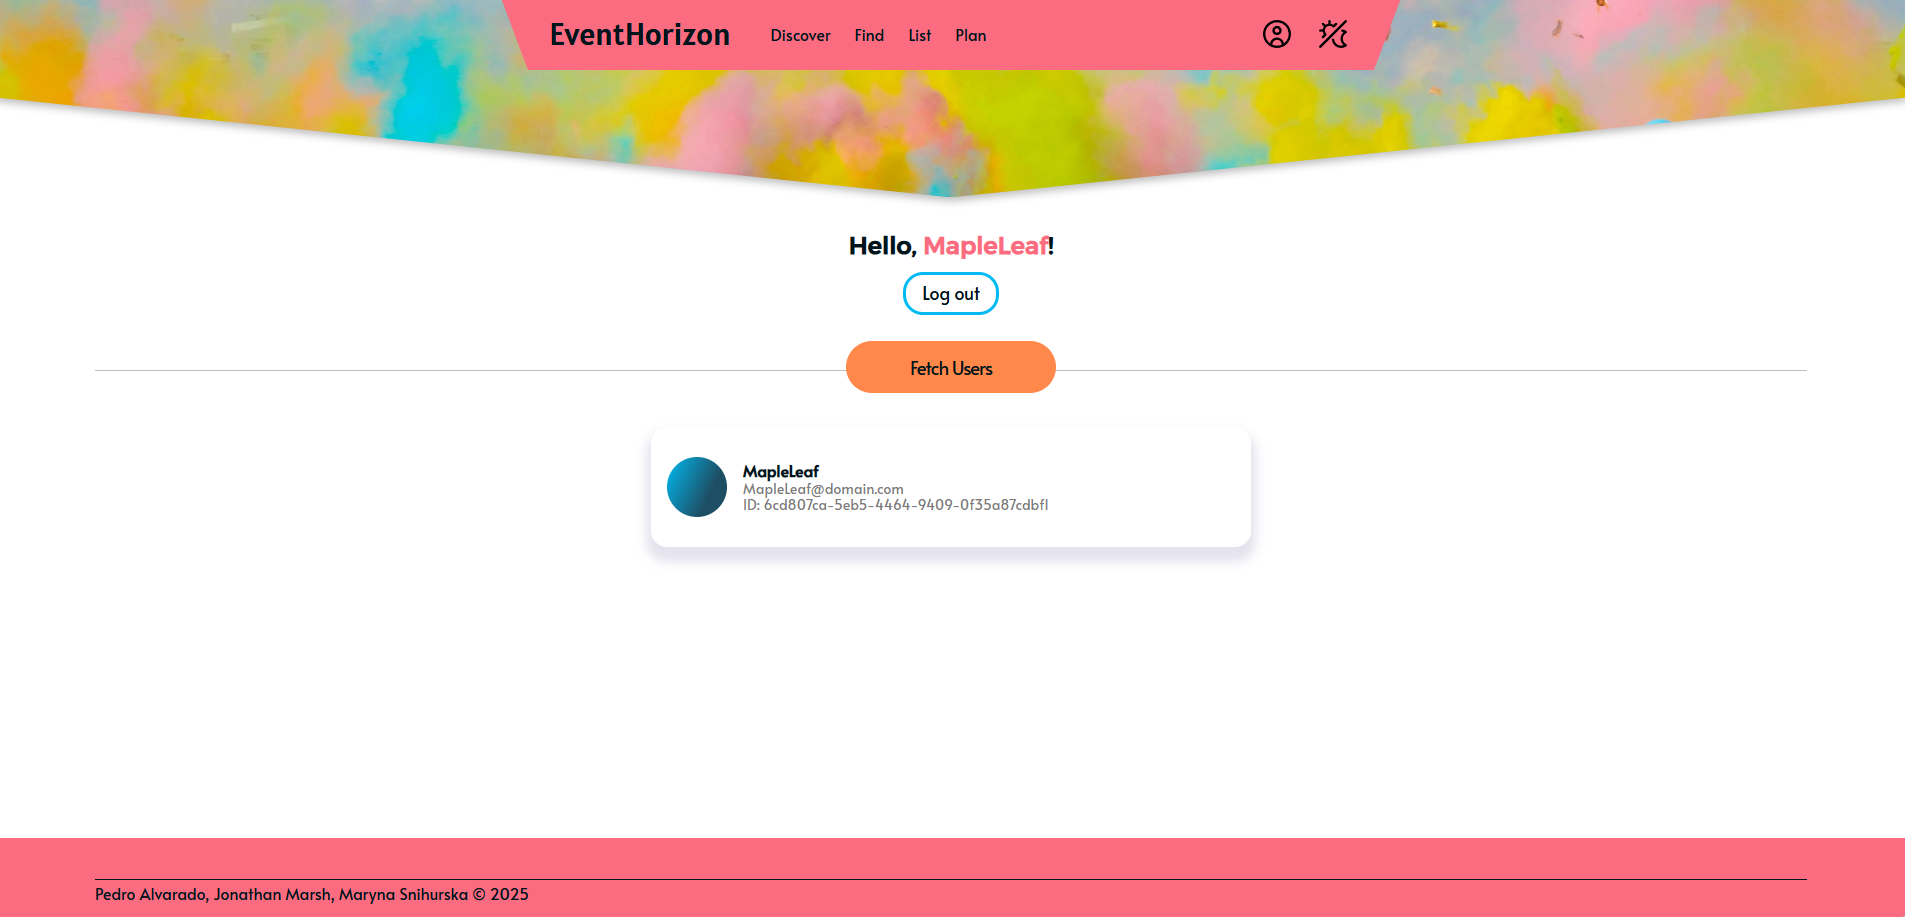 EventHorizon
Discover Find List Plan
Hello, MapleLeaf!
Log out
Fetch Users
MapleLeaf
MapleLeaf@domain.com
ID: 6cd807ca-5eb5-4464-9409-0f35a87cdbf1
Pedro Alvarado, Jonathan Marsh, Maryna Snihurska © 2025